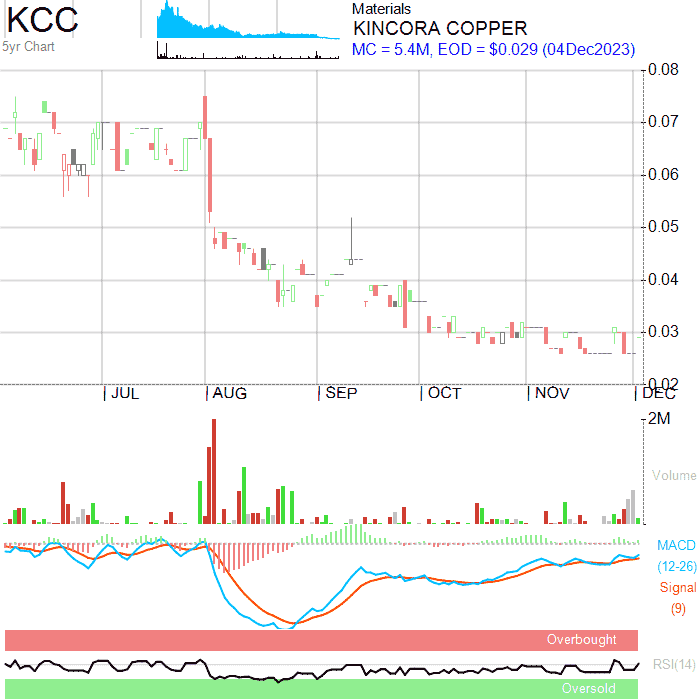 KCC
5yr Chart
Materials
KINCORA COPPER
MC = 5.4M, EOD = $0.029 (04Dec2023)
0.08
0.07
0.06
0.05
0.04
0.03
0.02
JUL
AUG
SEP
OCT
NOV
DEC
2M
Volume
MACD
(12-26)
Signal
(9)
Overbought
RSI(14)
Oversold